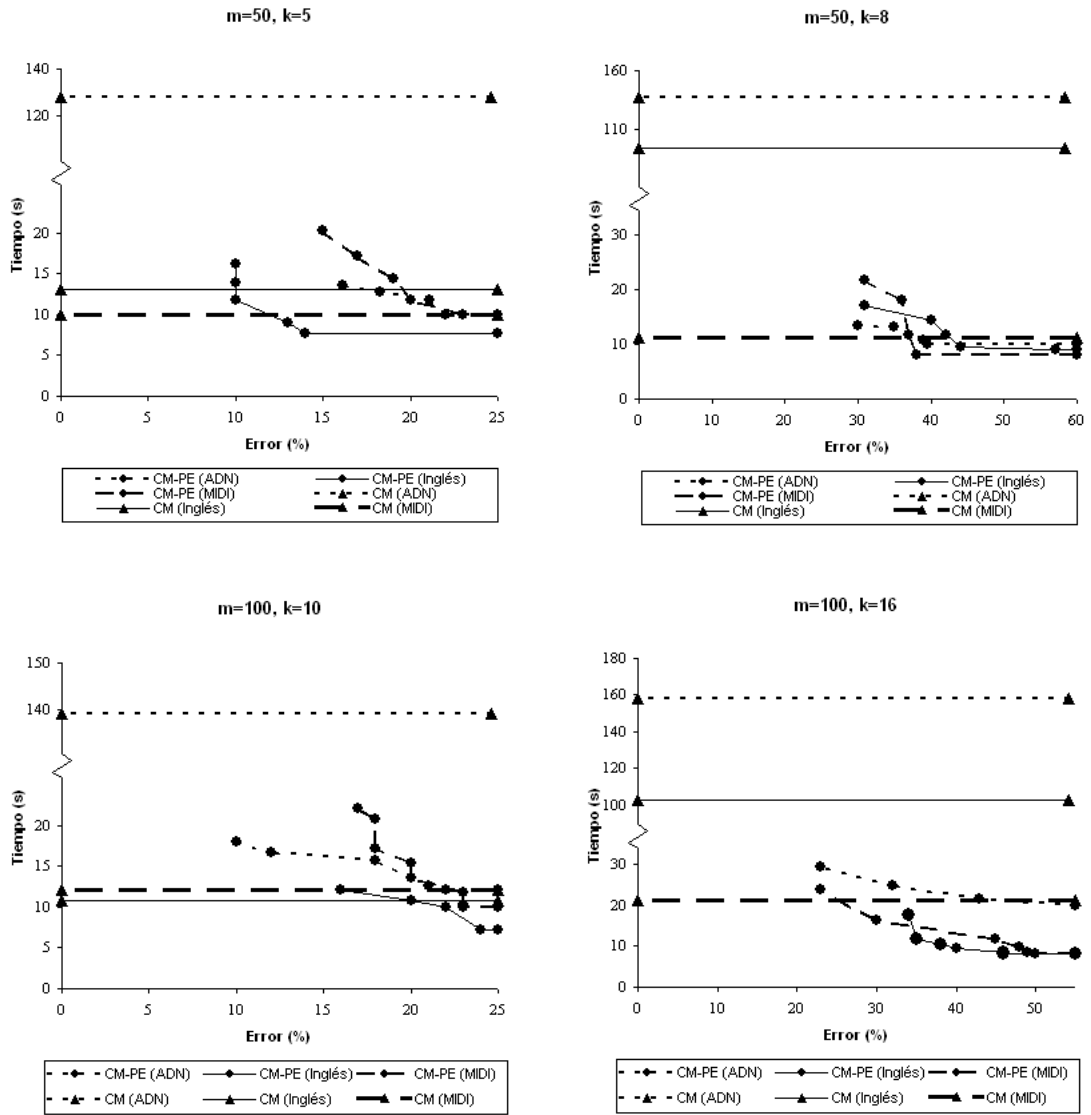 m=50, k=5
140
120
130
20
15
10
5
0
Tiempo (s)
0 5 10 15 20 25
Error (%)
CM-PE (ADN) CM-PE (Inglés)
CM-PE (MIDI) CM (ADN)
CM (Inglés) CM (MIDI)
m=50, k=8
160
110
30
20
10
0
Tiempo (s)
0 10 20 30 40 50 60
Error (%)
CM-PE (ADN) CM-PE (Inglés)
CM-PE (MIDI) CM (ADN)
CM (Inglés) CM (MIDI)
m=100, k=10
150
140
20
15
10
5
0
Tiempo (s)
0 5 10 15 20 25
Error (%)
CM-PE (ADN) CM-PE (Inglés) CM-PE (MIDI)
CM (ADN) CM (Inglés) CM (MIDI)
m=100, k=16
180
160
140
120
100
30
20
10
0
Tiempo (s)
0 10 20 30 40 50
Error (%)
CM-PE (ADN) CM-PE (Inglés) CM-PE (MIDI)
CM (ADN) CM (Inglés) CM (MIDI)